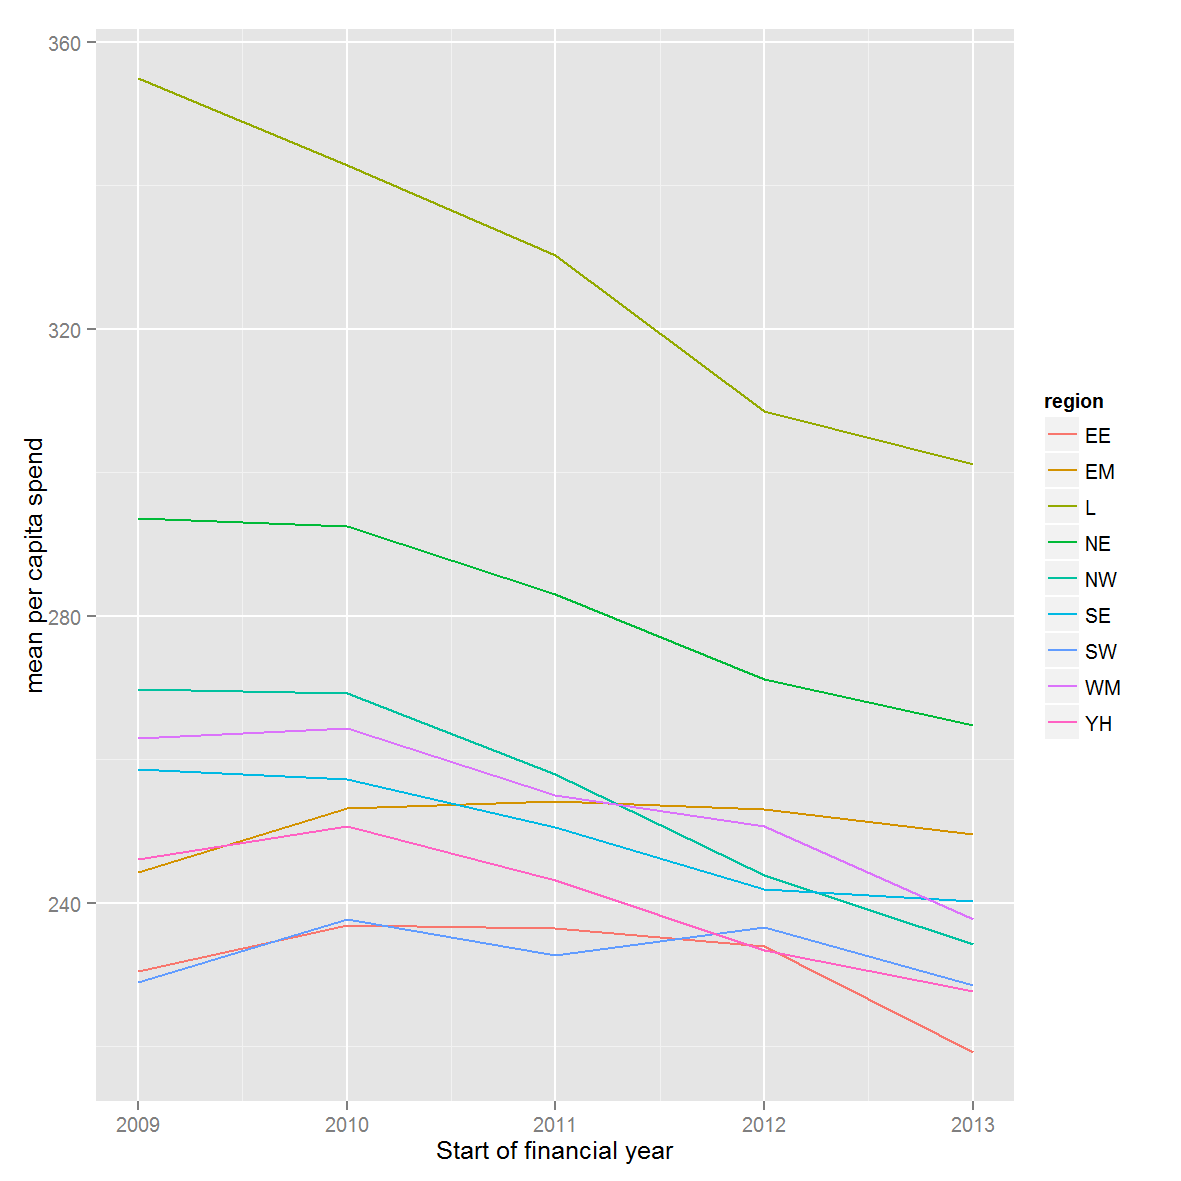 360
320
280
240
mean per capita spend
2009 2010 2011 2012 2013
Start of financial year
region
EE
EM
L
NE
NW
SE
SW
WM
YH